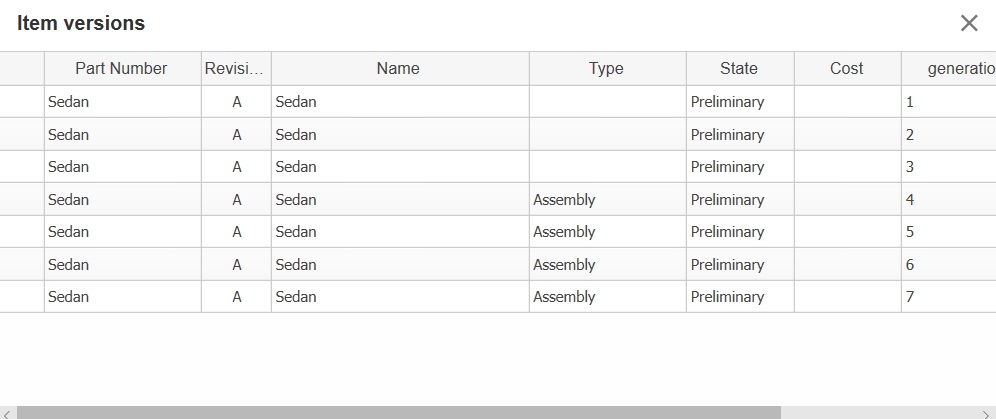 Item versions
Part Number Revisi... Name Type State Cost generatio
Sedan A Sedan Preliminary 1
Sedan A Sedan Preliminary 2
Sedan A Sedan Preliminary 3
Sedan A Sedan Assembly Preliminary 4
Sedan A Sedan Assembly Preliminary 5
Sedan A Sedan Assembly Preliminary 6
Sedan A Sedan Assembly Preliminary 7